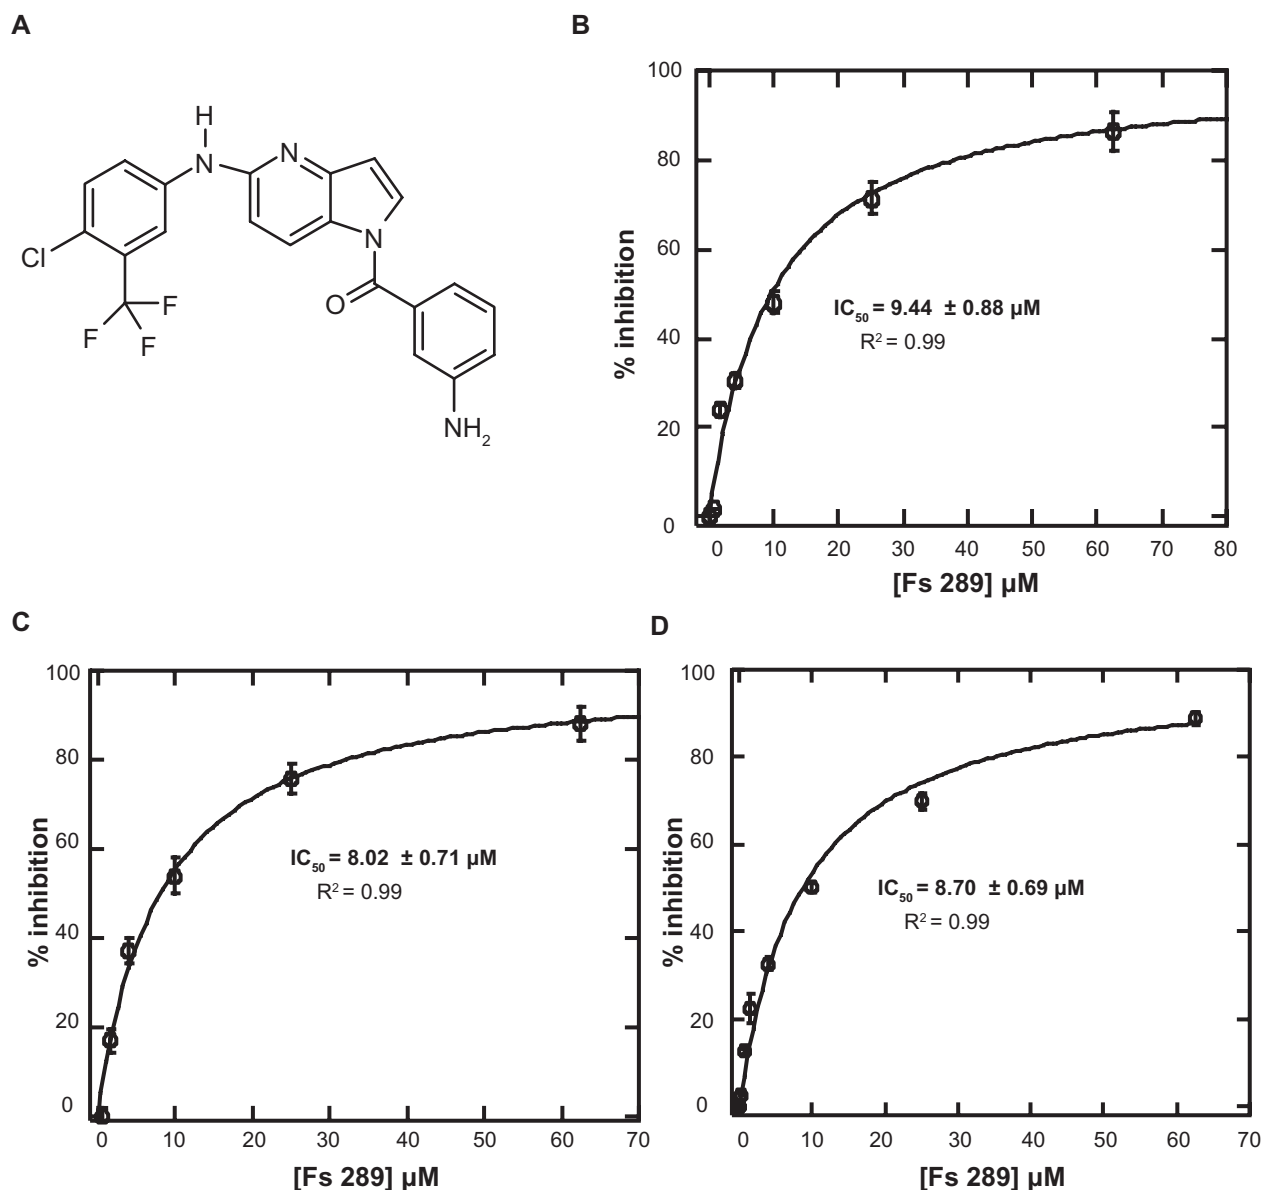 A
H
N
N
N
Cl
F
F
F
O
NH2
B
100
80
60
40
20
0
% inhibition
IC50 = 9.44 ± 0.88 µM
R2 = 0.99
0 10 20 30 40 50 60 70 80
[Fs 289] µM
C
100
80
60
40
20
0
% inhibition
IC50 = 8.02 ± 0.71 µM
R2 = 0.99
0 10 20 30 40 50 60 70
[Fs 289] µM
D
100
80
60
40
20
0
% inhibition
IC50 = 8.70 ± 0.69 µM
R2 = 0.99
0 10 20 30 40 50 60 70
[Fs 289] µM